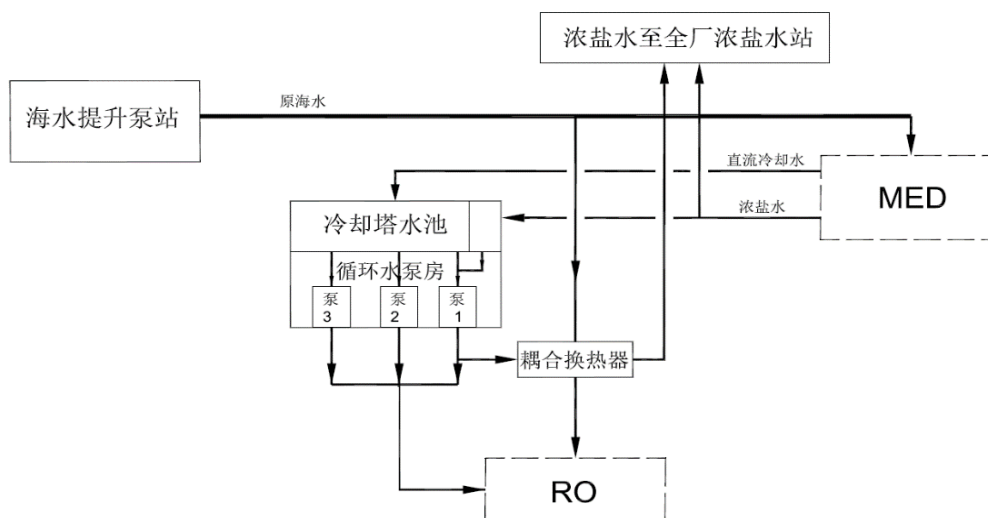 浓盐水至全厂浓盐水站
海水提升泵站
原海水
直流冷却水
MED
浓盐水
冷却塔水池
循环水泵房
泵
3
泵
2
泵
1
耦合换热器
RO